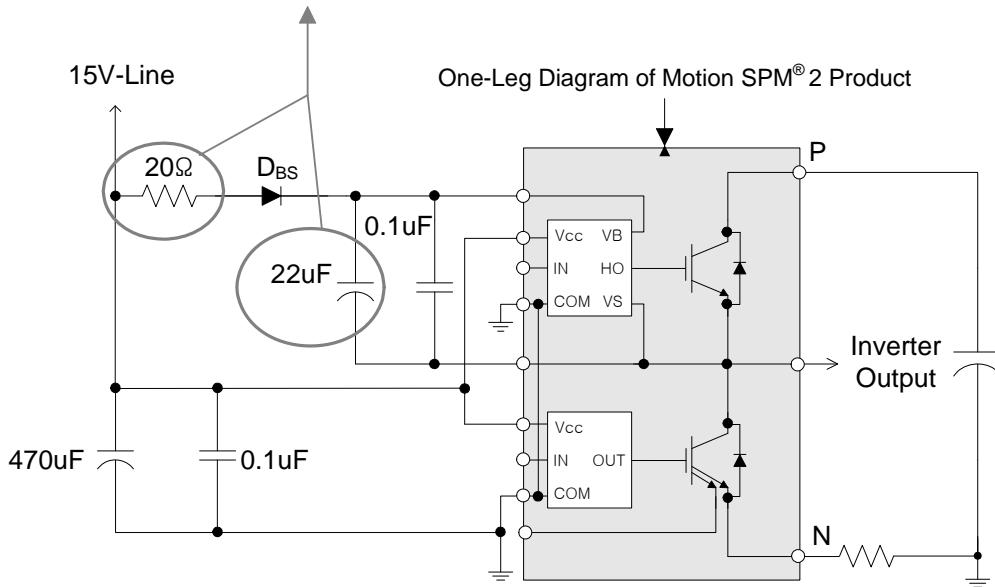 15V-Line
One-Leg Diagram of Motion SPM® 2 Product
P
20Ω
DBS
0.1uF
22uF
Vcc
VB
IN
HO
COM
VS
Inverter
Output
470uF
0.1uF
Vcc
IN
OUT
COM
N